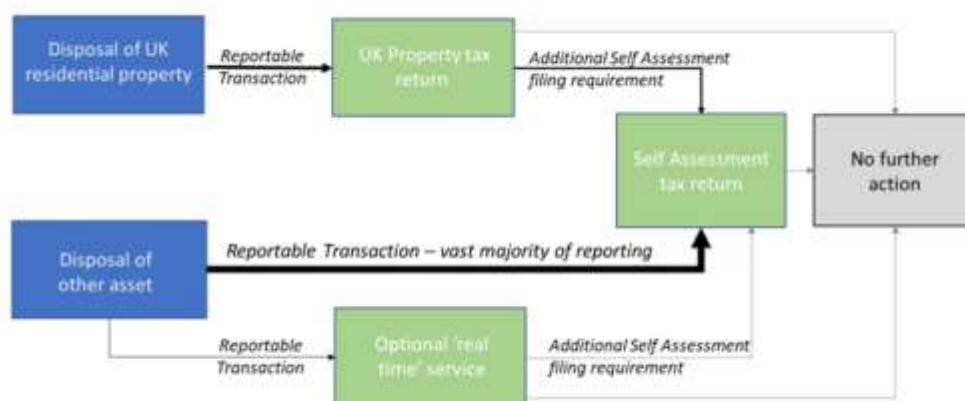 Disposal of UK
residential property
Reportable
Transaction
UK Property tax
return
Additional Self Assessment
filing requirement
Self Assessment
tax return
No further
action
Disposal of
other asset
Reportable Transaction – vast majority of reporting
Reportable
Transaction
Optional 'real
time' service
Additional Self Assessment
filing requirement